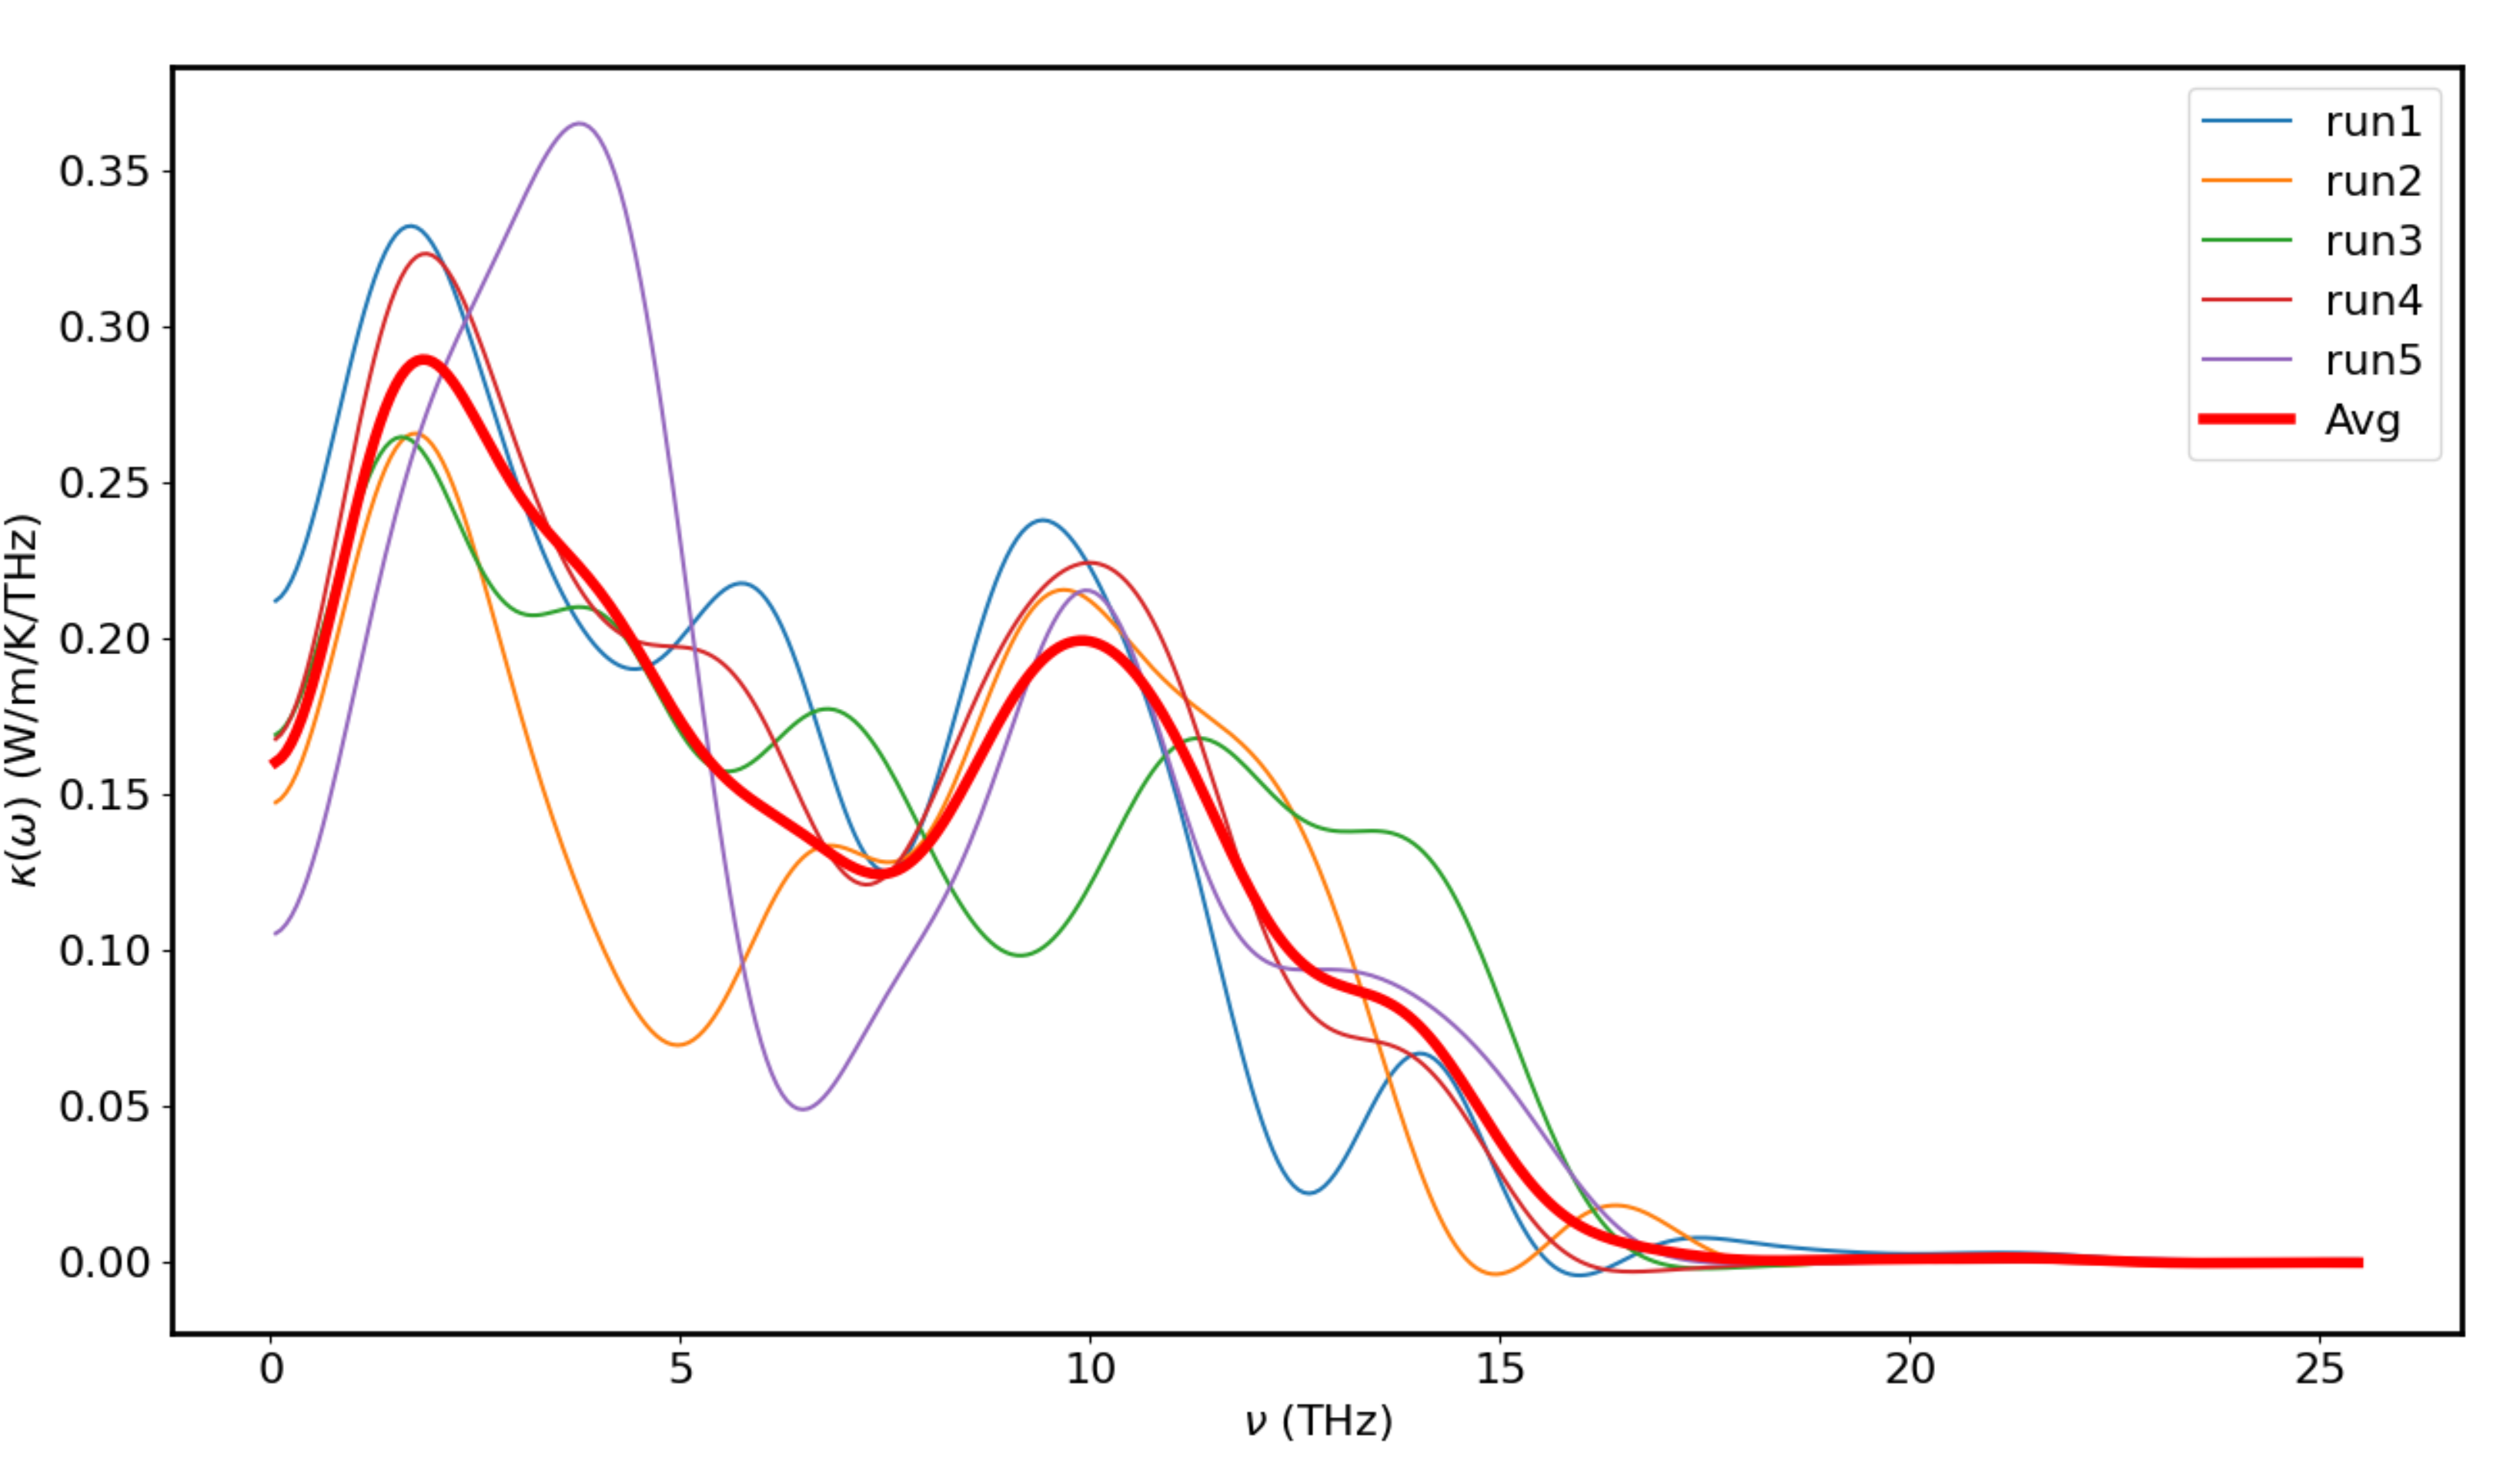 κ(ω) (W/m/K/THz)
0.35
0.30
0.25
0.20
0.15
0.10
0.05
0.00
run1
run2
run3
run4
run5
Avg
0 5 10 15 20 25
ν (THz)